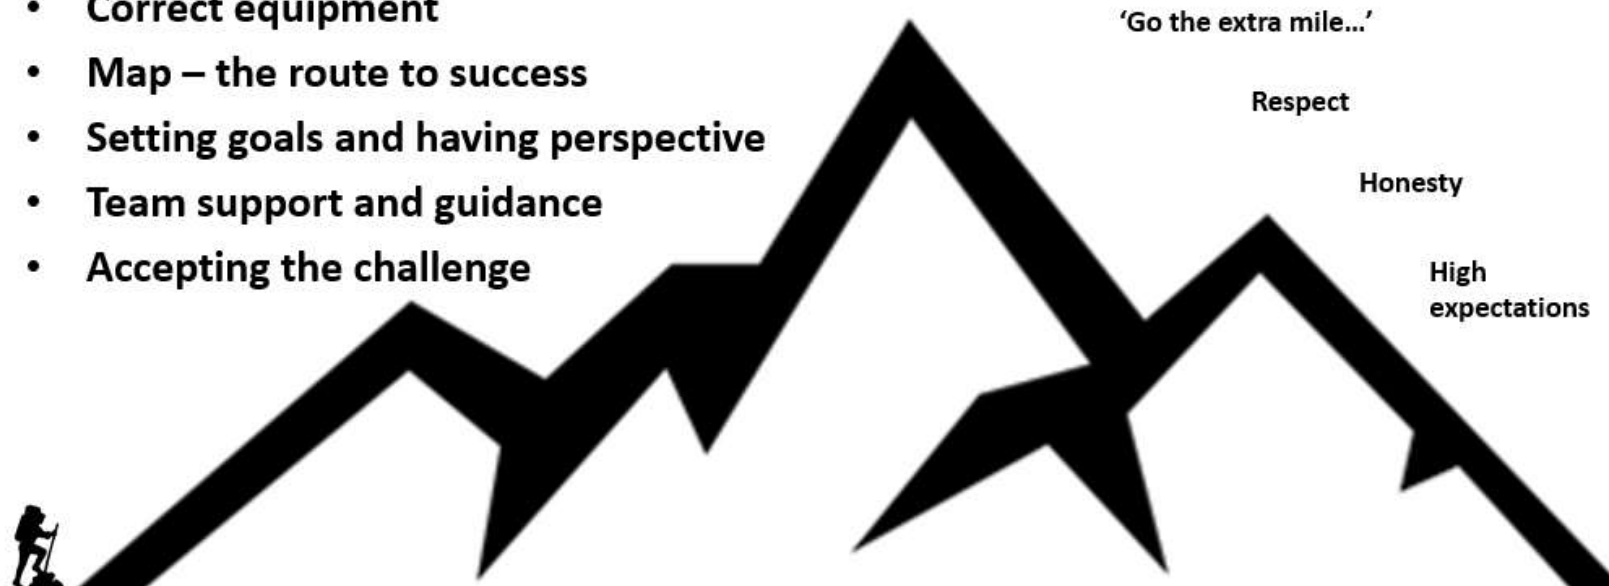 • Correct equipment
• Map – the route to success
• Setting goals and having perspective
• Team support and guidance
• Accepting the challenge
‘Go the extra mile...’
Respect
Honesty
High
expectations